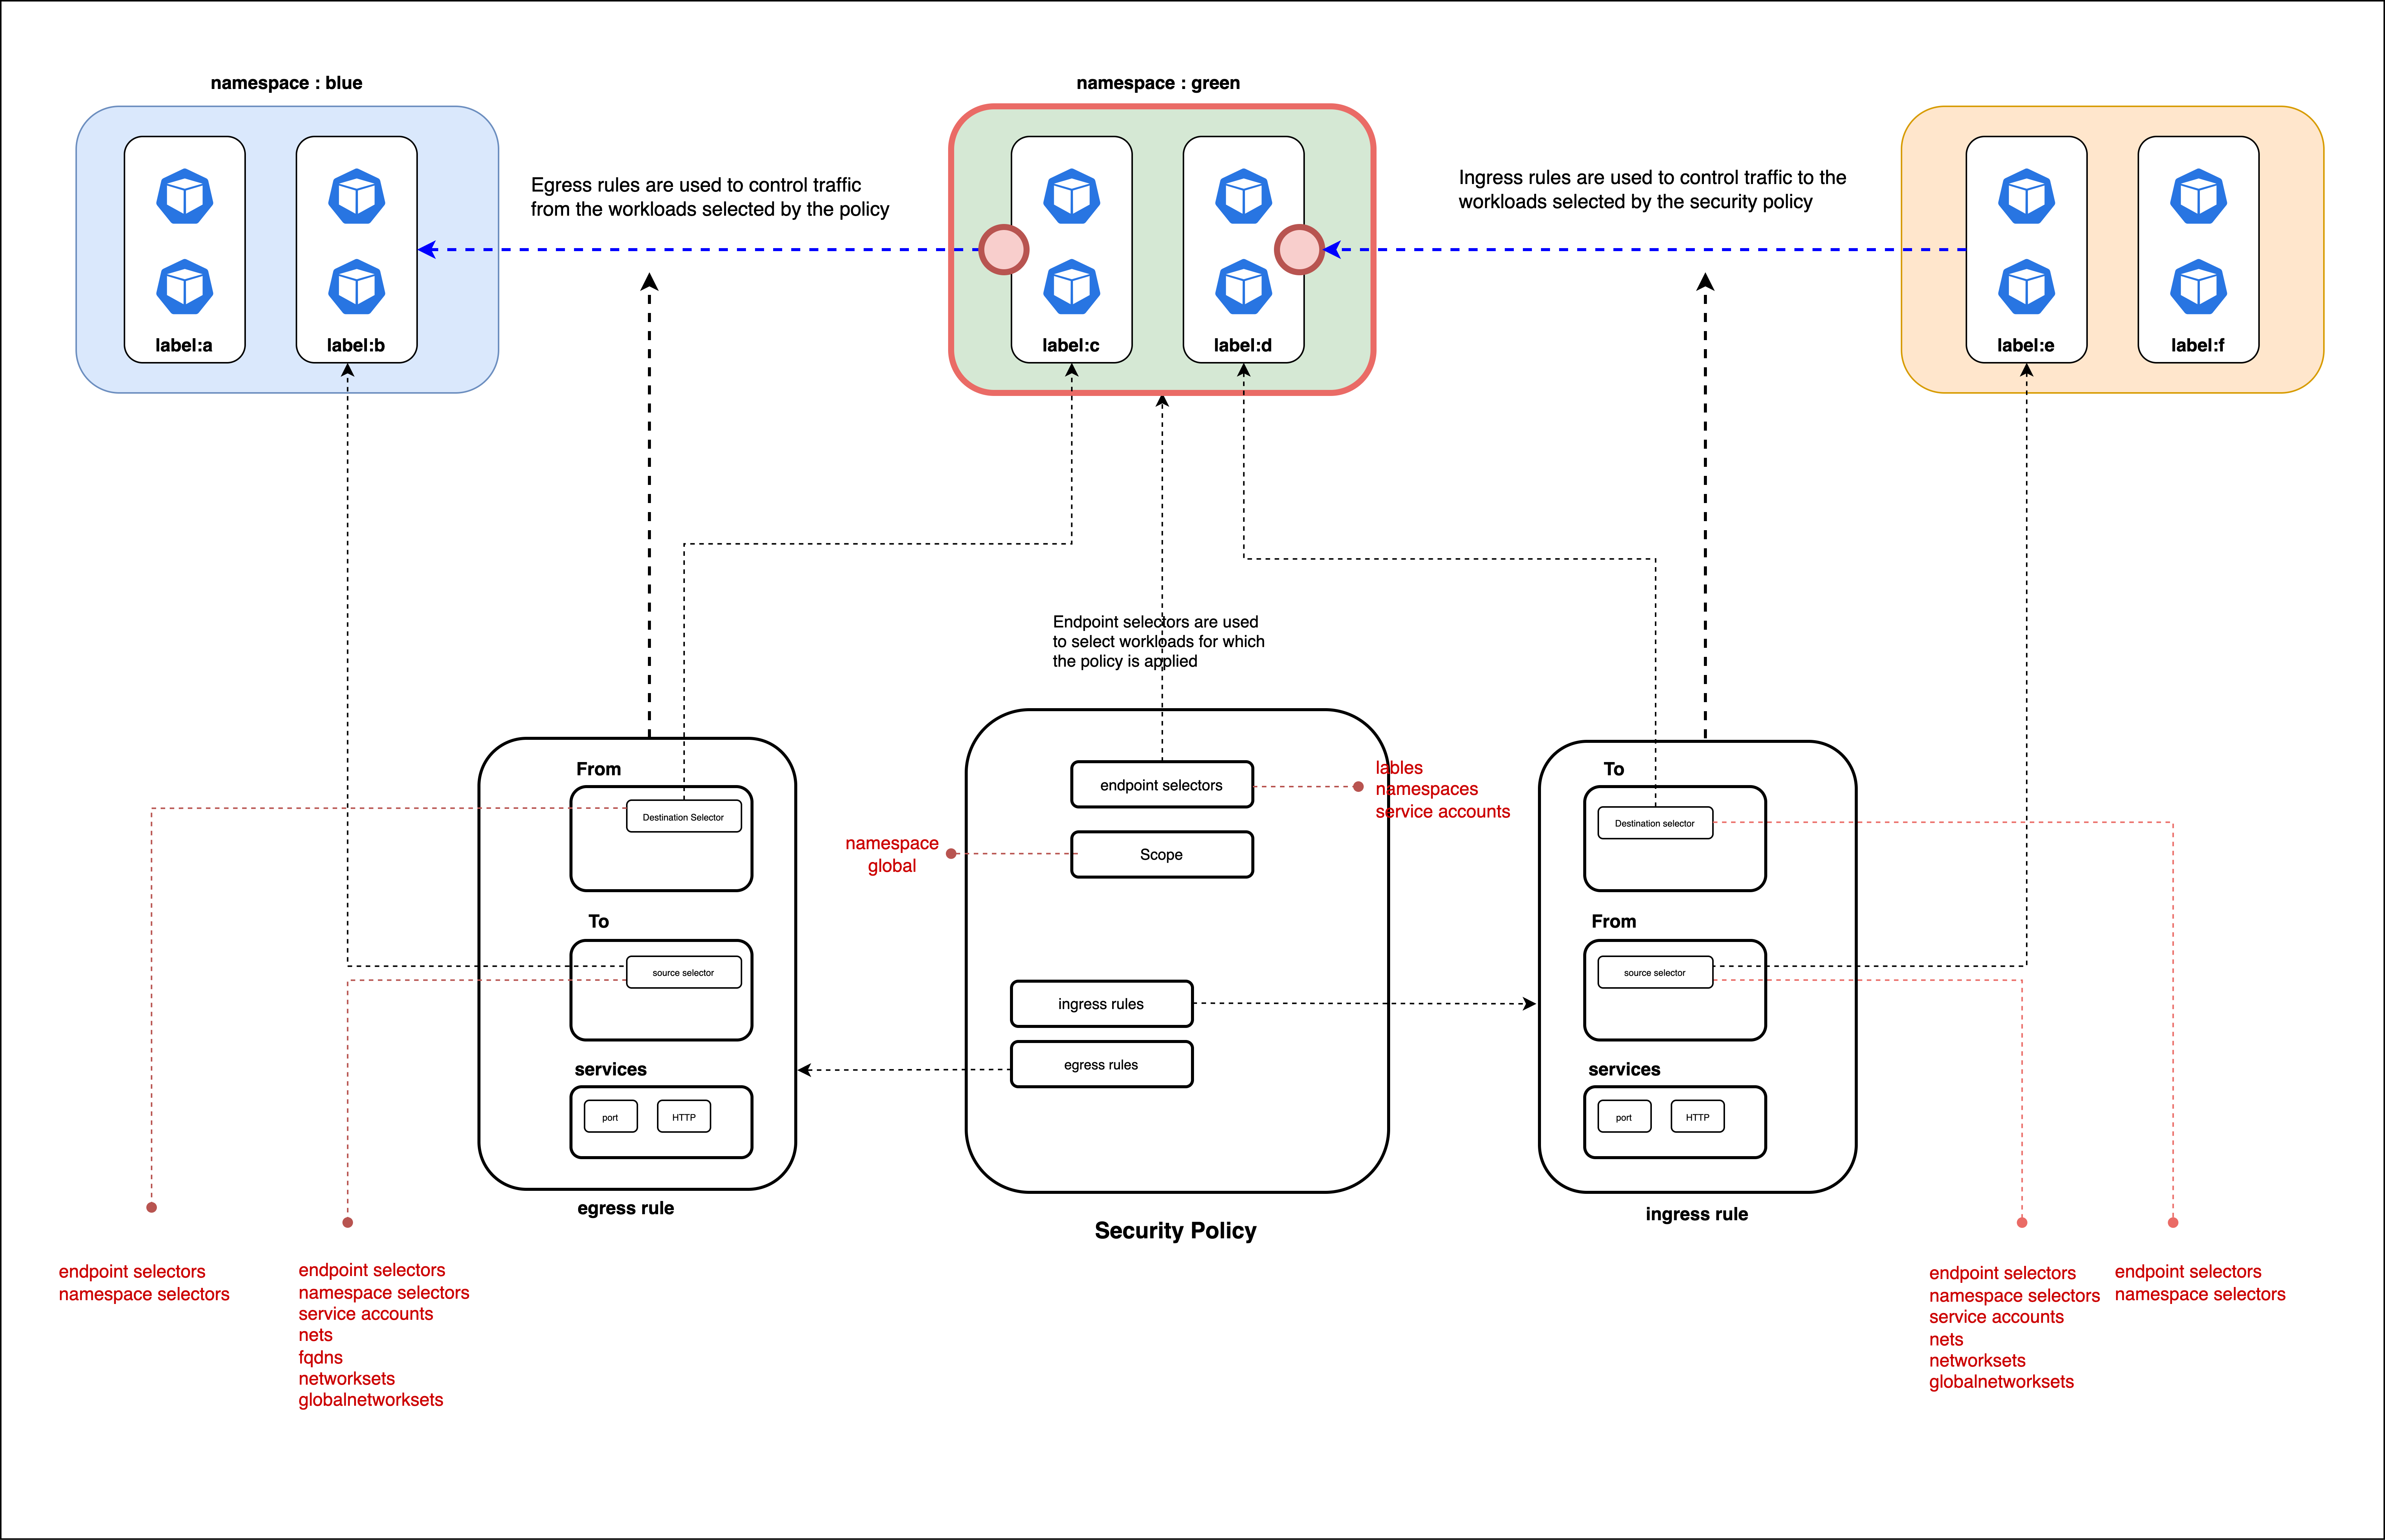 namespace : blue
namespace : green
label:a
label:b
Egress rules are used to control traffic
from the workloads selected by the policy
label:c
label:d
Ingress rules are used to control traffic to the
workloads selected by the security policy
label:e
label:f
Endpoint selectors are used
to select workloads for which
the policy is applied
From
Destination Selector
To
source selector
services
port
HTTP
egress rule
endpoint selectors
lables
namespaces
service accounts
Scope
namespace
global
ingress rules
egress rules
Security Policy
To
Destination selector
From
source selector
services
port
HTTP
ingress rule
endpoint selectors
namespace selectors
endpoint selectors
namespace selectors
service accounts
nets
fqdns
networksets
globalnetworksets
endpoint selectors
namespace selectors
service accounts
nets
networksets
globalnetworksets
endpoint selectors
namespace selectors